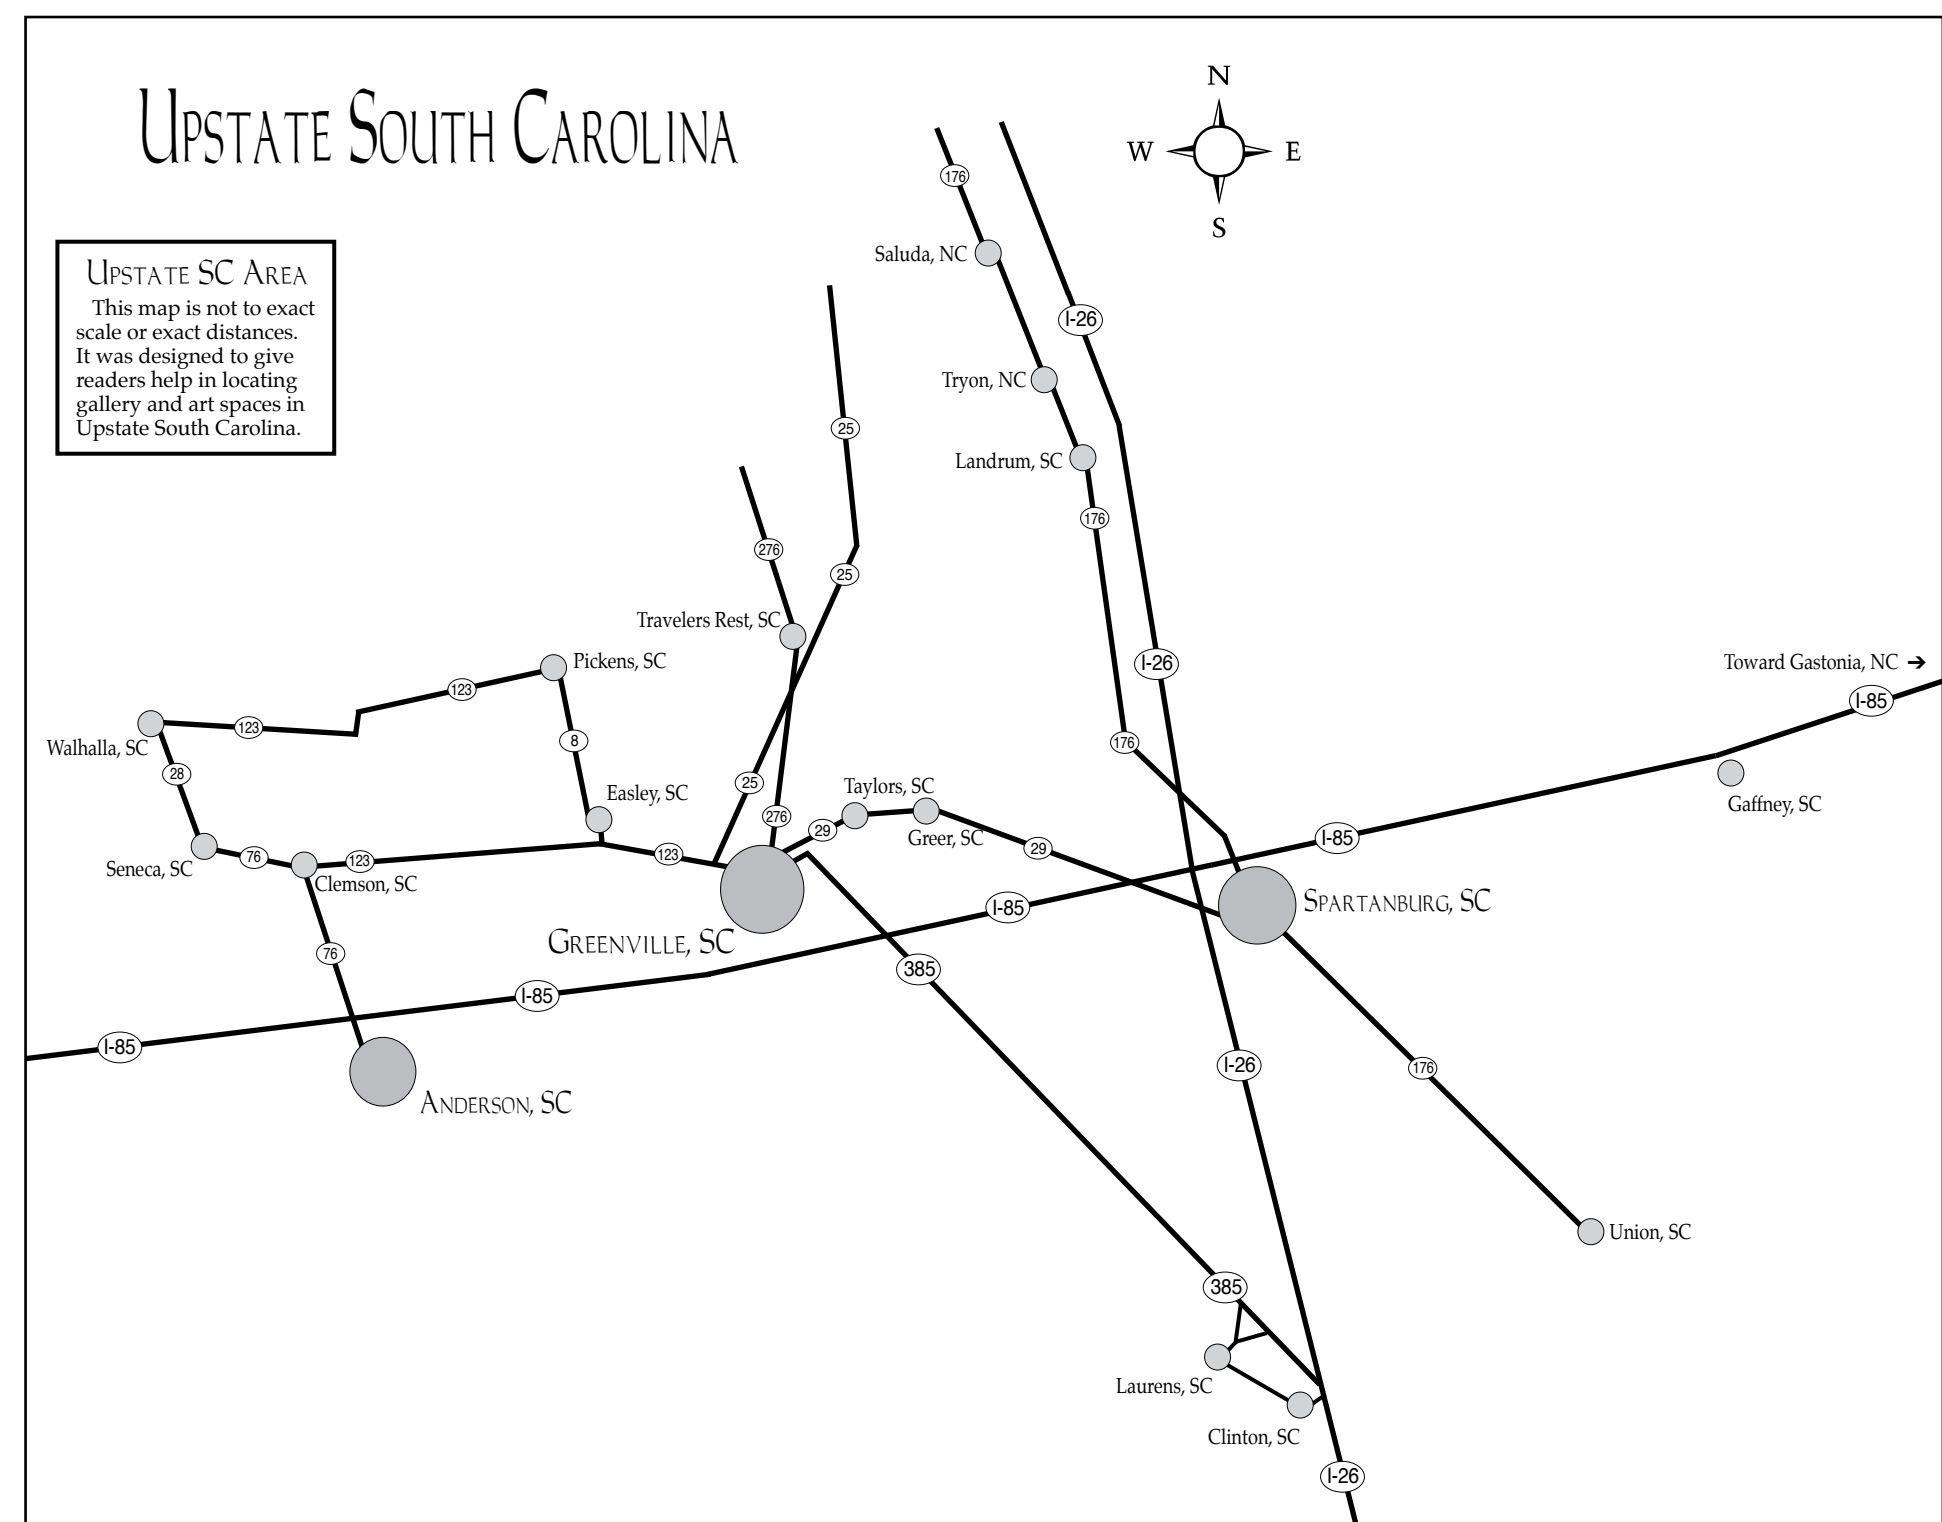 UPSTATE SOUTH CAROLINA
N
W E
S
176
Saluda, NC
UPSTATE SC AREA
This map is not to exact
scale or exact distances.
It was designed to give
readers help in locating
gallery and art spaces in
Upstate South Carolina.
I-26
Tryon, NC
25
Landrum, SC
176
276
25
Travelers Rest, SC
Pickens, SC
I-26
Toward Gastonia, NC ➔
123
I-85
Walhalla, SC
123
8
176
28
25
Gaffney, SC
Easley, SC
Taylors, SC
276
29
Greer, SC
29
I-85
Seneca, SC
76
123
123
Clemson, SC
GREENVILLE, SC
I-85
SPARTANBURG, SC
76
385
I-85
I-85
I-26
176
ANDERSON, SC
Union, SC
385
Laurens, SC
Clinton, SC
I-26